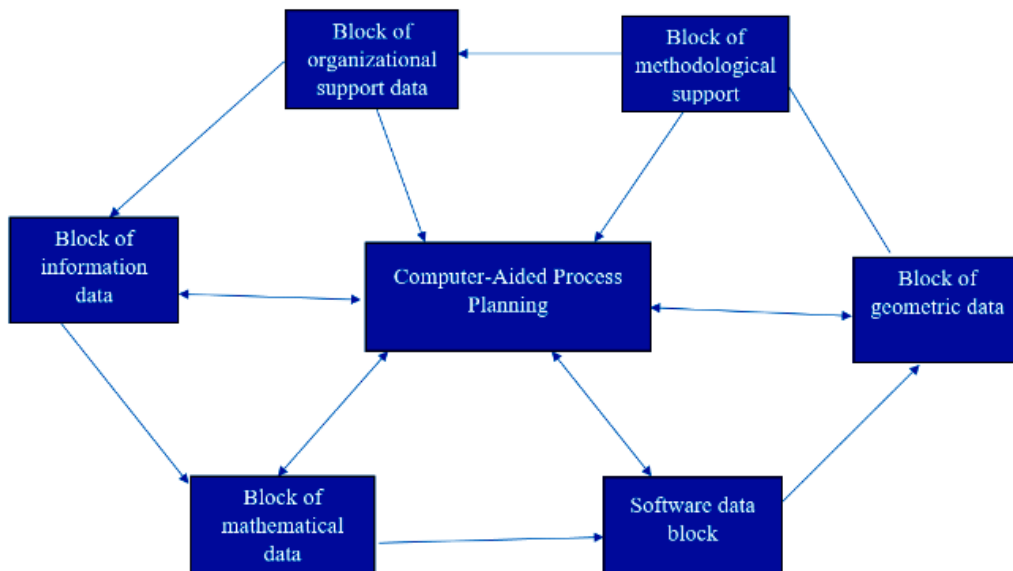 Block of
organizational
support data
Block of
methodological
support
Block of
information
data
Computer-Aided Process
Planning
Block of
geometric data
Block of
mathematical
data
Software data
block